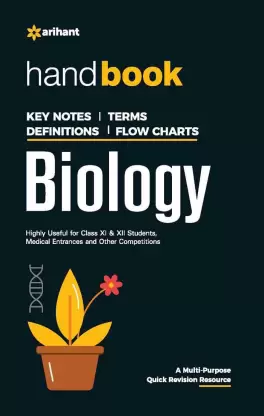 arihant
handbook
KEY NOTES | TERMS
DEFINITIONS | FLOW CHARTS
Biology
Highly Useful for Class XI & XII Students,
Medical Entrances and Other Competitions
A Multi-Purpose
Quick Revision Resource